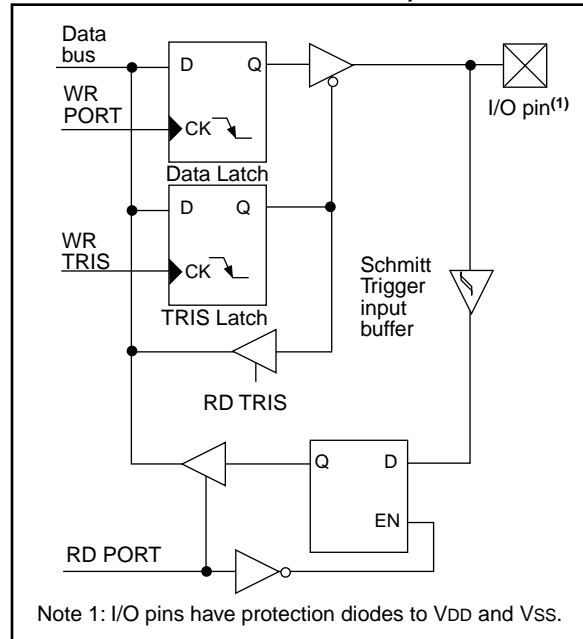 Data
bus
D
Q
WR
PORT
CK
I/O pin(1)
Data Latch
D
Q
WR
TRIS
CK
Schmitt
Trigger
input
buffer
TRIS Latch
RD TRIS
Q
D
EN
RD PORT
Note 1: I/O pins have protection diodes to VDD and VSS.